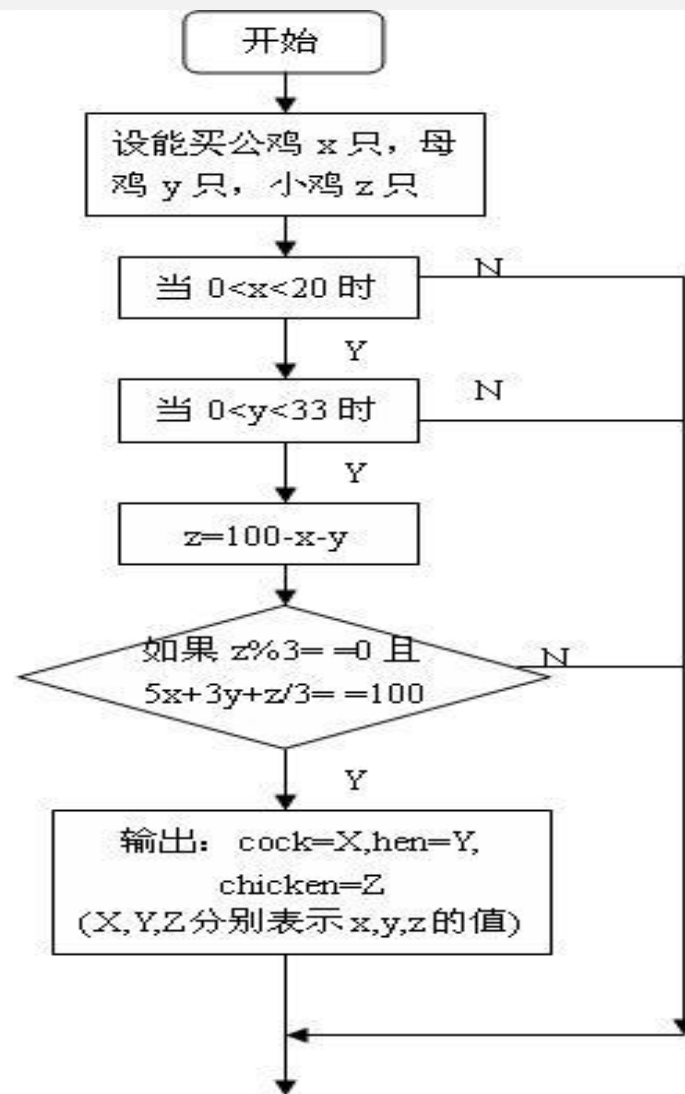 开始
设能买公鸡 x 只，母
鸡 y 只，小鸡 z 只
当 0<x<20 时
N
Y
当 0<y<33 时
N
Y
z=100-x-y
如果 z%3= =0 且
5x+3y+z/3= =100
N
Y
输出：cock=X,hen=Y,
chicken=Z
(X,Y,Z分别表示x,y,z的值)